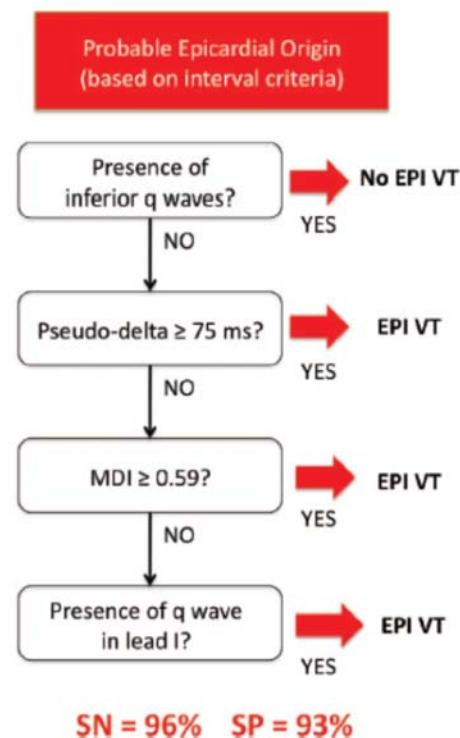 Probable Epicardial Origin
(based on interval criteria)
Presence of
inferior q waves?
No EPI VT
YES
NO
Pseudo-delta ≥ 75 ms?
EPI VT
YES
NO
MDI ≥ 0.59?
EPI VT
YES
NO
Presence of q wave
in lead I?
EPI VT
YES
SN = 96% SP = 93%